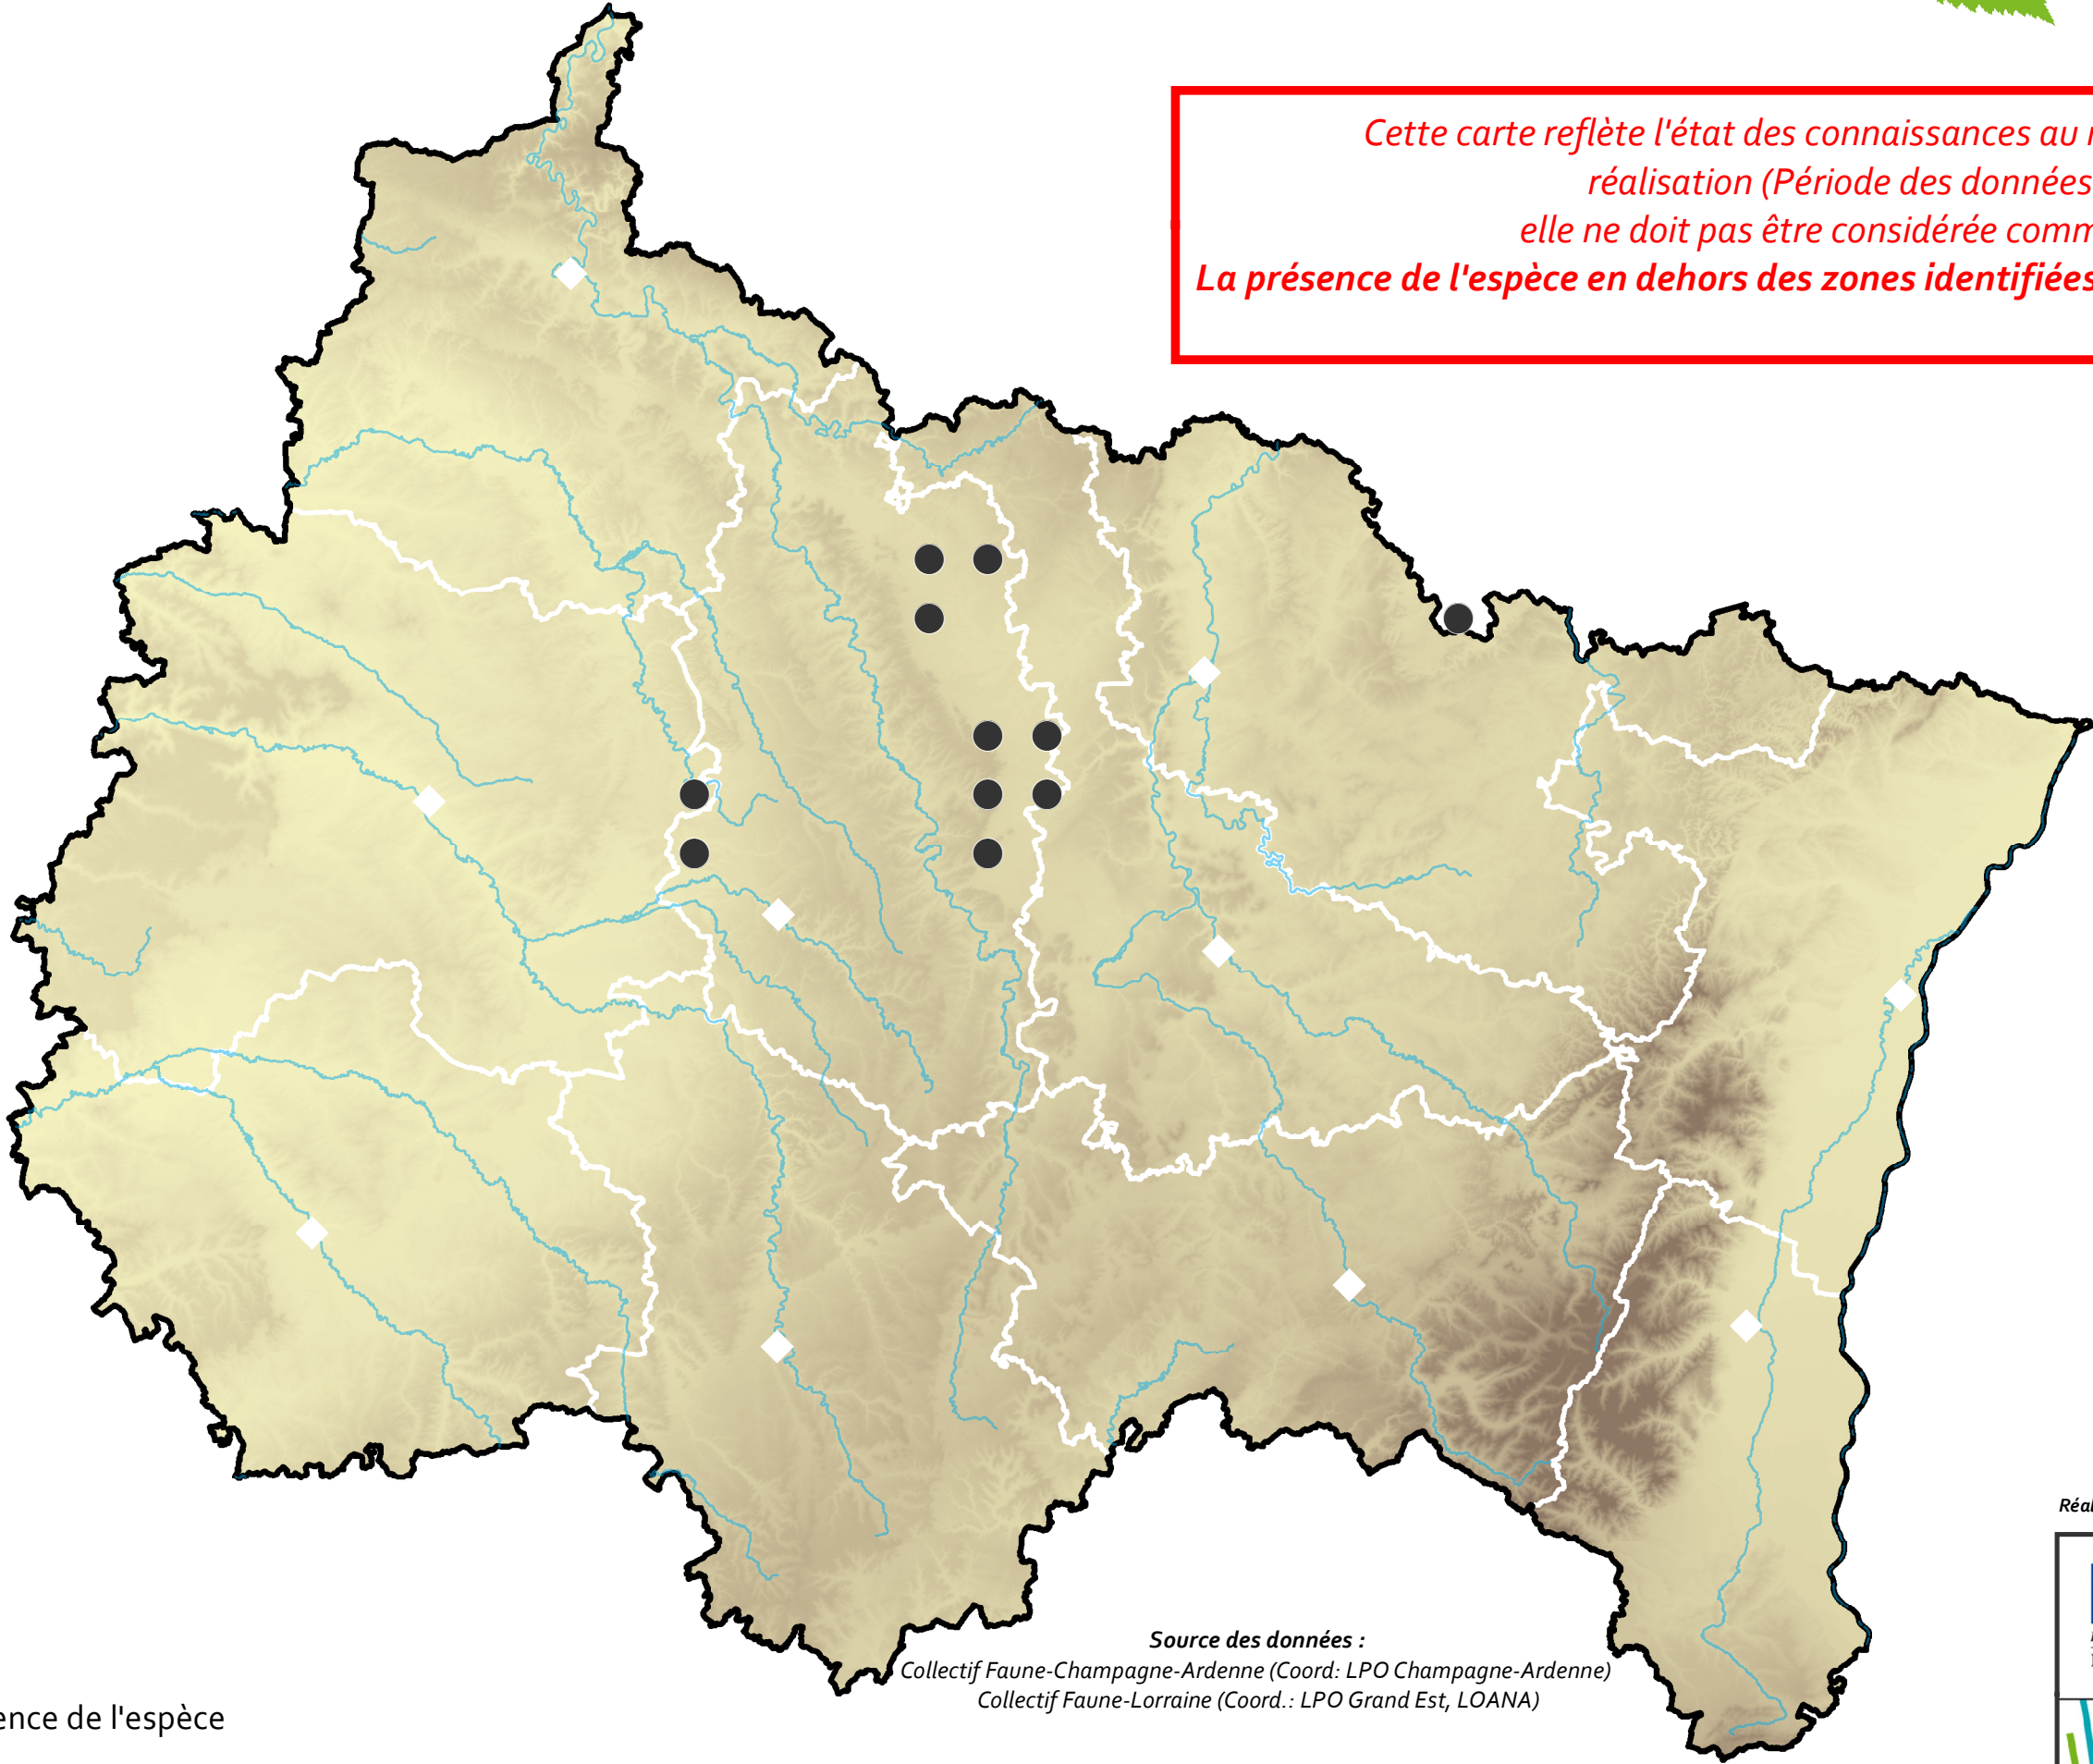 Cette carte reflète l'état des connaissances au
réalisation (Période des données
elle ne doit pas être considérée comm
La présence de l'espèce en dehors des zones identifiées
Réal
Source des données :
Collectif Faune-Champagne-Ardenne (Coord: LPO Champagne-Ardenne)
Collectif Faune-Lorraine (Coord.: LPO Grand Est, LOANA)
ence de l'espèce